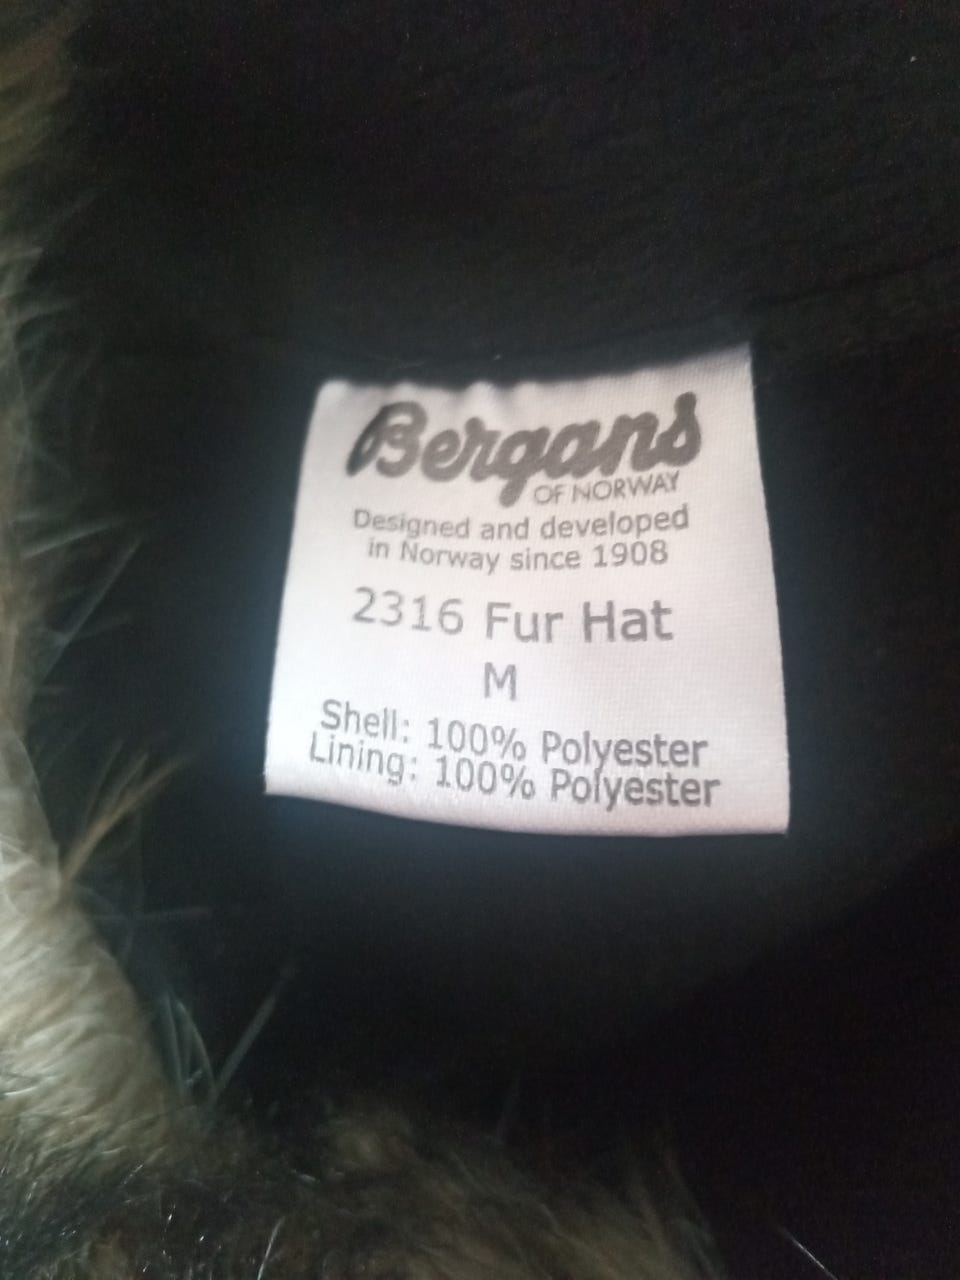 Bergans
OF NORWAY
Designed and developed
in Norway since 1908
2316 Fur Hat
M
Shell: 100% Polyester
Lining: 100% Polyester